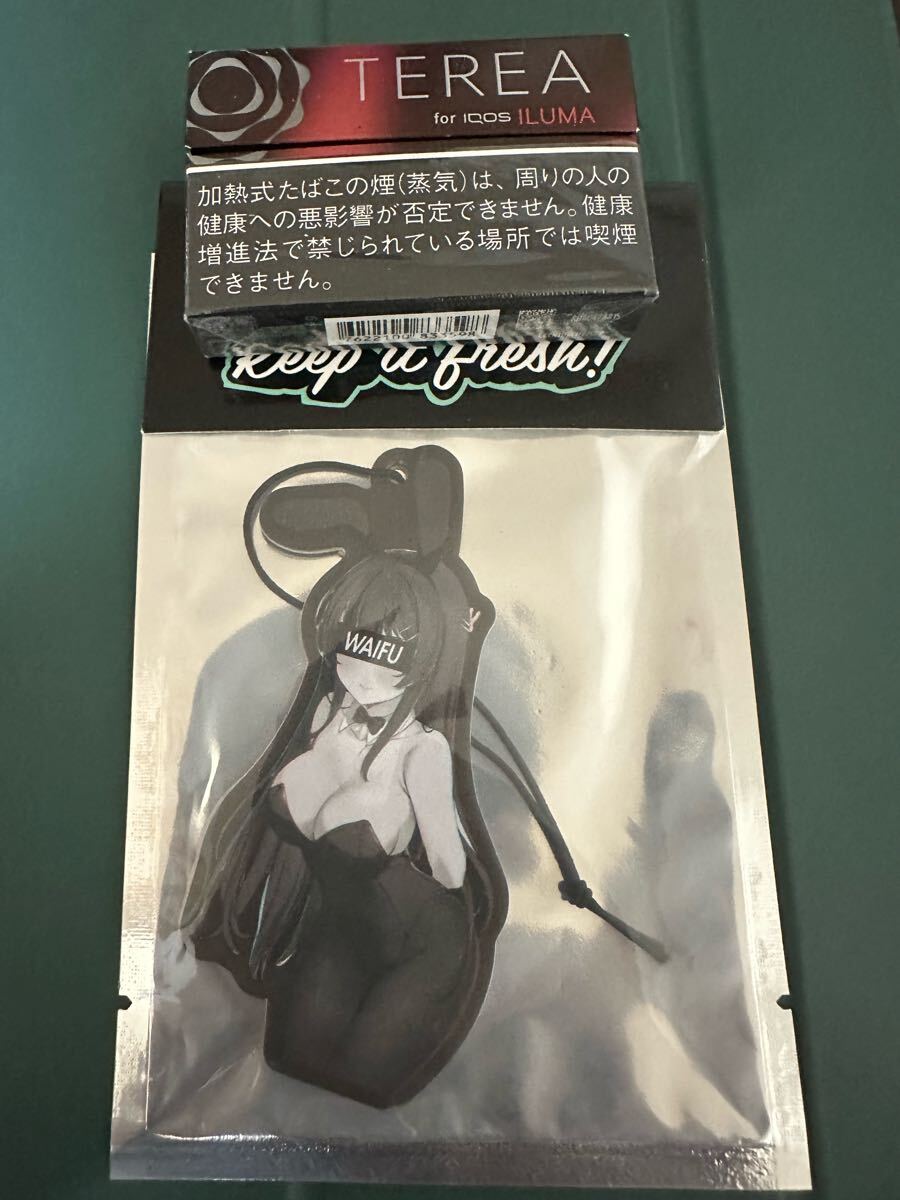 TEREA
for IQOS ILUMA
加熱式たばこの煙(蒸気)は、周りの人の
健康への悪影響が否定できません。健康
増進法で禁じられている場所では喫煙
できません。
keep it fresh!
WAIFU